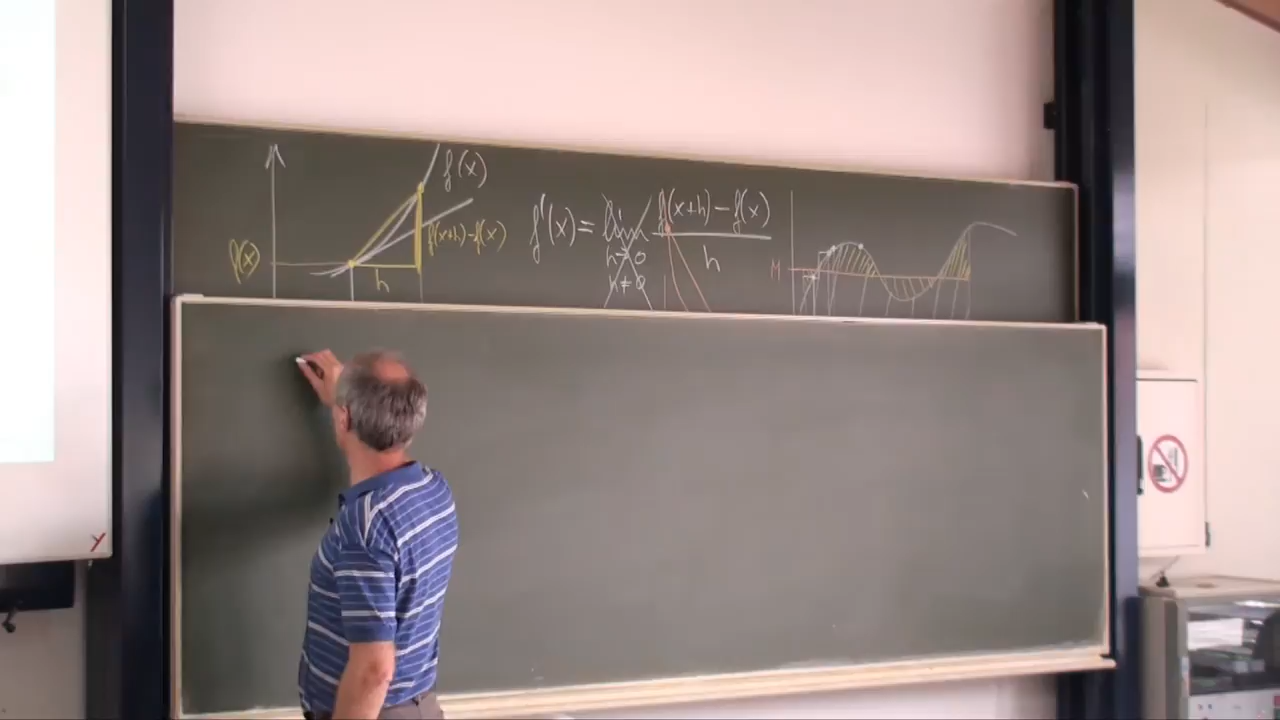 f(x)
f(x)
f(x+h)-f(x)
h
f'(x) = lim f(x+h) - f(x)
h→0
h≠0
h
M